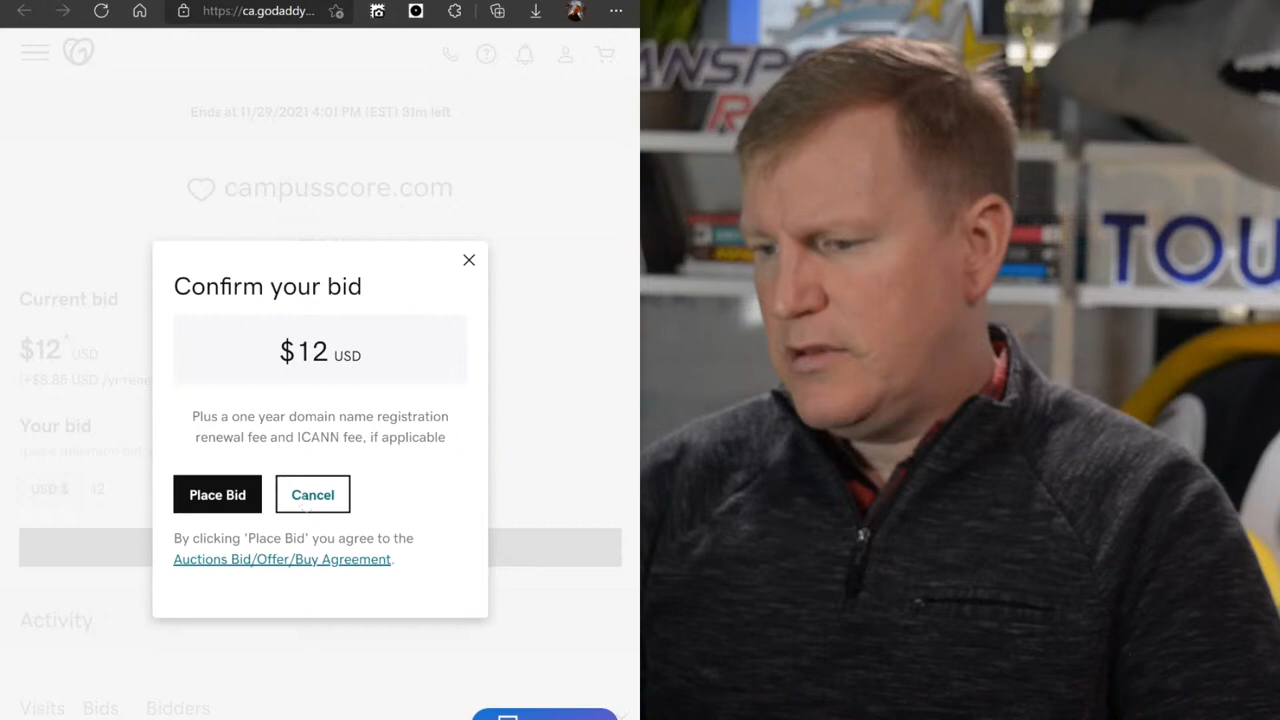 https://ca.godaddy...
Ends at 11/29/2021 4:01 PM (EST) 31m left
campusscore.com
Confirm your bid
$12 USD
Plus a one year domain name registration
renewal fee and ICANN fee, if applicable
Place Bid
Cancel
By clicking 'Place Bid' you agree to the
Auctions Bid/Offer/Buy Agreement.
Current bid
$12* USD
Your bid
USD $ 12
Activity
Visits Bids Bidders
ANSPO
R
TOU